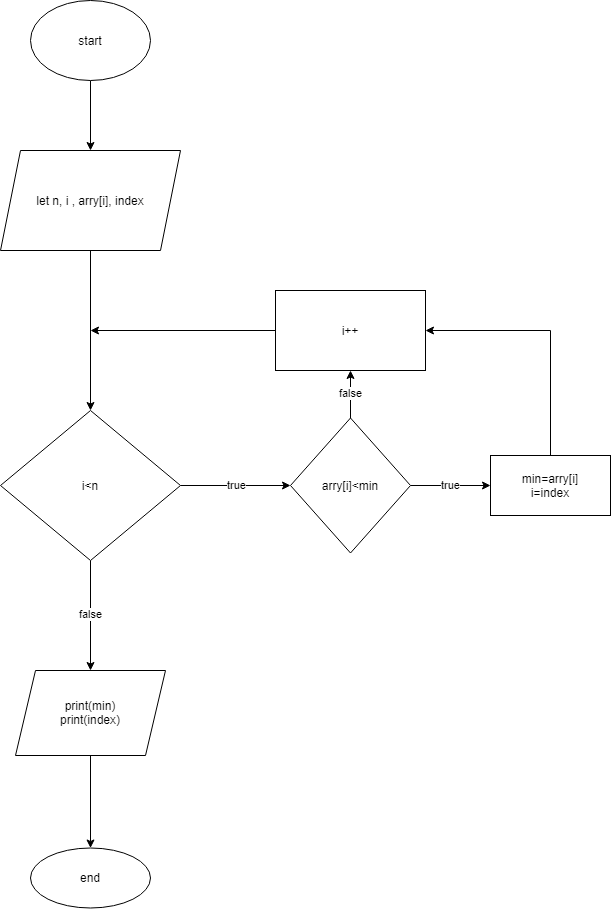 start
let n, i , arry[i], index
i++
false
i<n
true
arry[i]<min
true
min=arry[i]
i=index
false
print(min)
print(index)
end